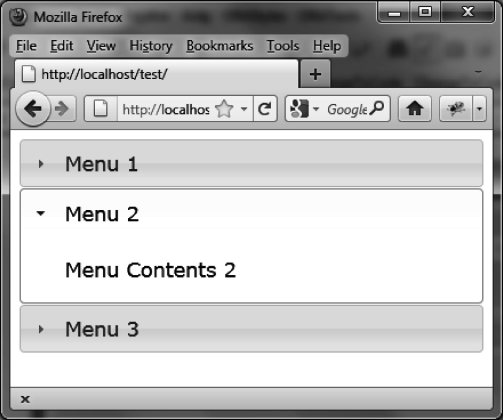 Mozilla Firefox
File Edit View History Bookmarks Tools Help
http://localhost/test/
http://localhos Google
Menu 1
Menu 2
Menu Contents 2
Menu 3
x